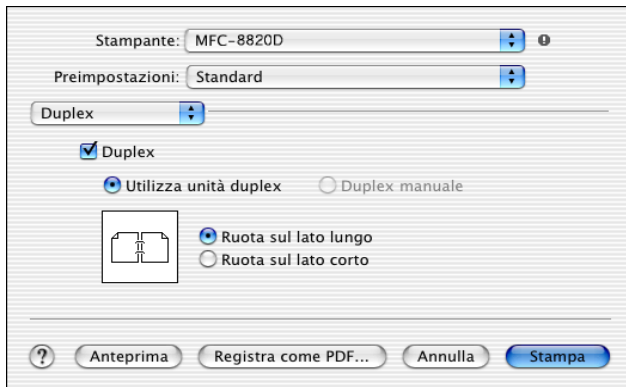 Stampante: MFC-8820D
Preimpostazioni: Standard
Duplex
Duplex
Utilizza unità duplex Duplex manuale
Ruota sul lato lungo
Ruota sul lato corto
? Anteprima Registra come PDF... Annulla Stampa